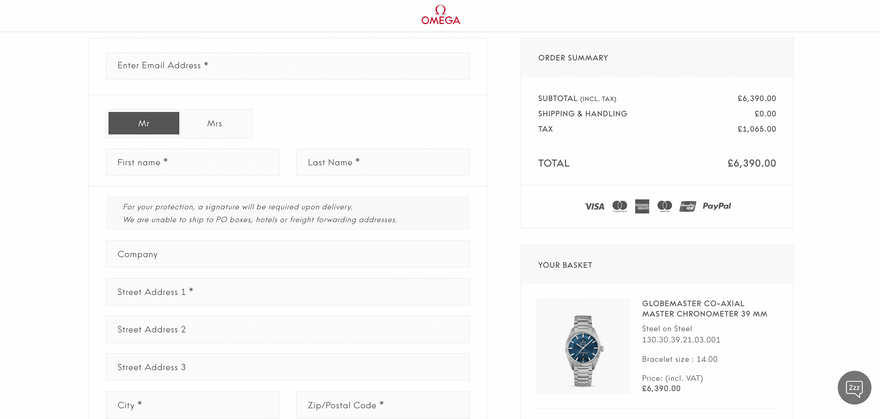 OMEGA
Enter Email Address *
Mr
Mrs
First name *
Last Name *
For your protection, a signature will be required upon delivery.
We are unable to ship to PO boxes, hotels or freight forwarding addresses.
Company
Street Address 1 *
Street Address 2
Street Address 3
City *
Zip/Postal Code *
ORDER SUMMARY
SUBTOTAL (INCL. TAX) £6,390.00
SHIPPING & HANDLING £0.00
TAX £1,065.00
TOTAL £6,390.00
VISA
PayPal
YOUR BASKET
GLOBEMASTER CO-AXIAL
MASTER CHRONOMETER 39 MM
Steel on Steel
130.30.39.21.03.001
Bracelet size : 14.00
Price: (incl. VAT)
£6,390.00
Zzz